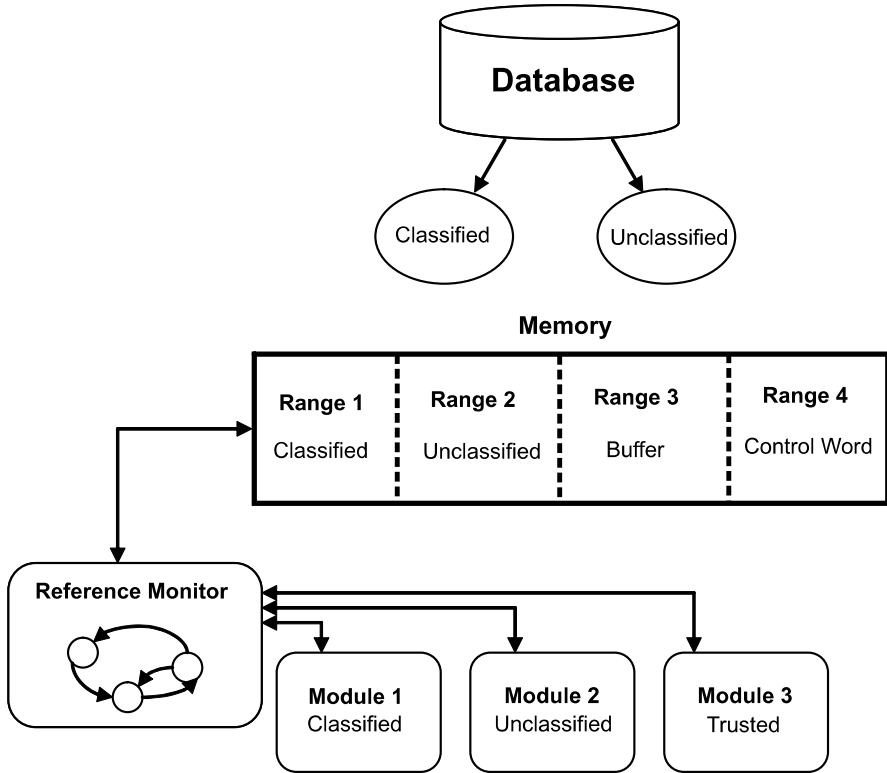 Database
Classified
Unclassified
Memory
Range 1
Classified
Range 2
Unclassified
Range 3
Buffer
Range 4
Control Word
Reference Monitor
Module 1
Classified
Module 2
Unclassified
Module 3
Trusted